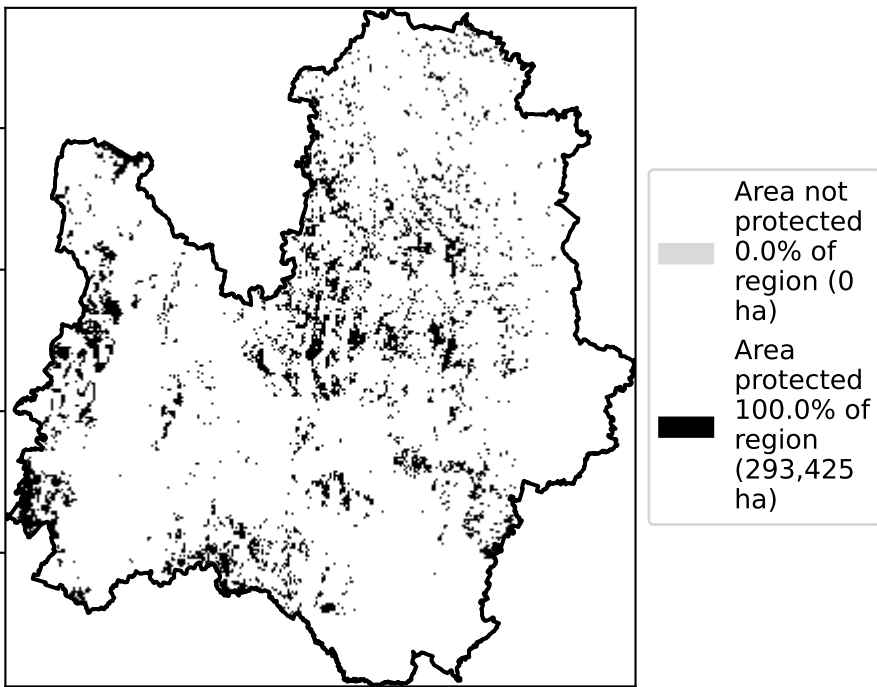 Area not
protected
0.0% of
region (0
ha)
Area
protected
100.0% of
region
(293,425
ha)